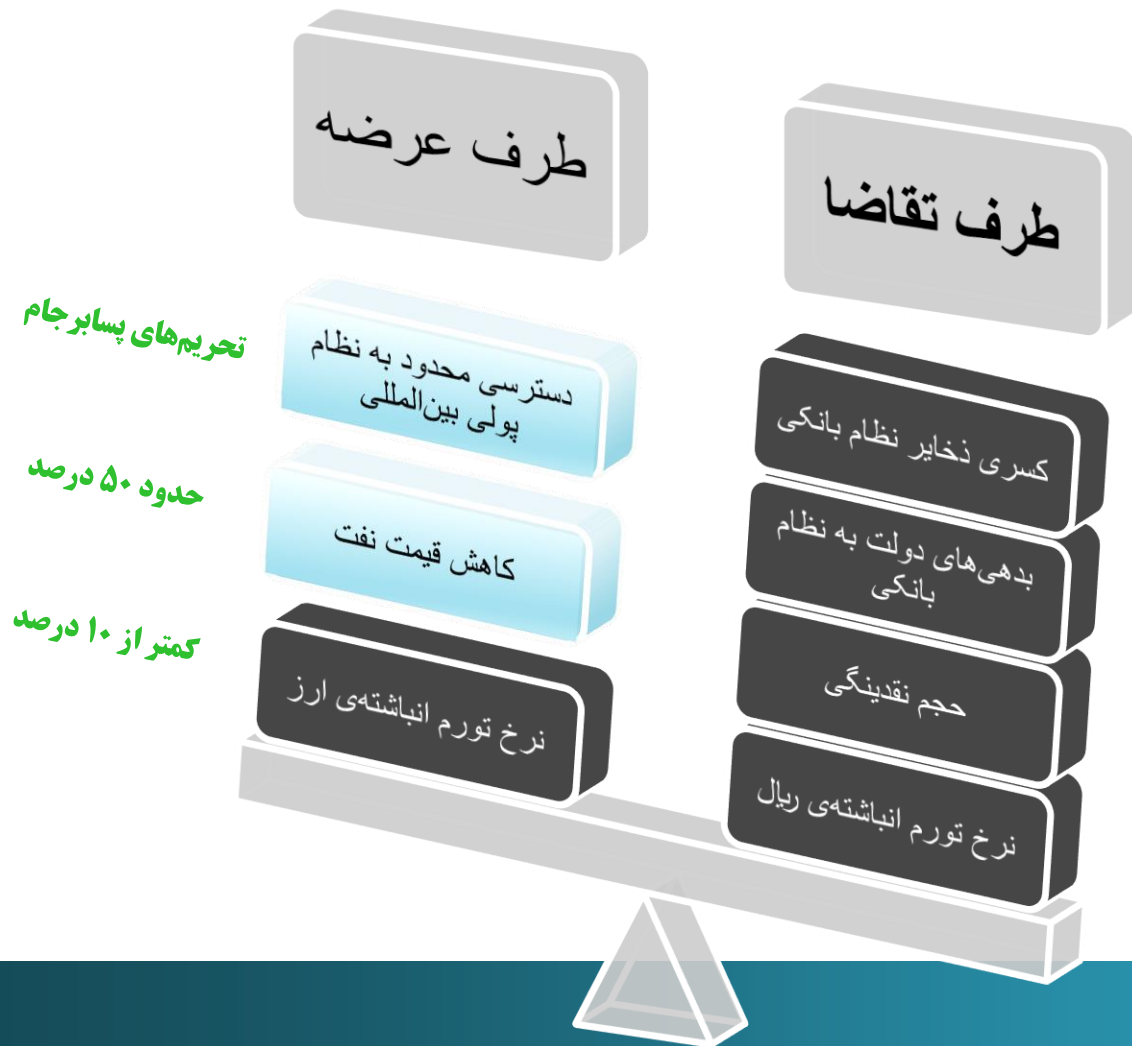 طرف تقاضا
کسری ذخایر نظام بانکی
بدهی‌های دولت به نظام
بانکی
حجم نقدینگی
نرخ تورم انباشته‌ی ریال
طرف عرضه
دسترسی محدود به نظام
پولی بین‌المللی
کاهش قیمت نفت
نرخ تورم انباشته‌ی ارز
تحریم‌های پسابرجام
حدود ۵۰ درصد
کمتر از ۱۰ درصد